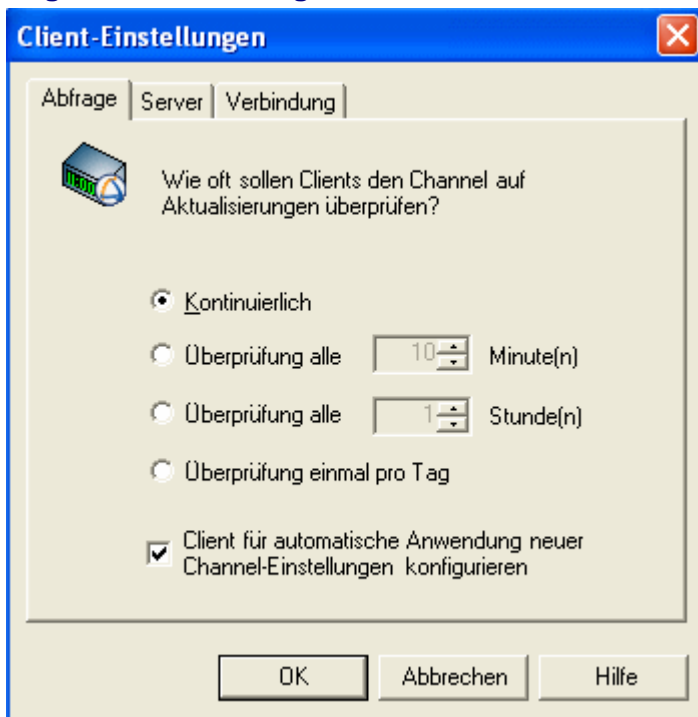 Client-Einstellungen
Abfrage Server Verbindung
Wie oft sollen Clients den Channel auf
Aktualisierungen überprüfen?
Kontinuierlich
Überprüfung alle 10 Minute(n)
Überprüfung alle 1 Stunde(n)
Überprüfung einmal pro Tag
Client für automatische Anwendung neuer
Channel-Einstellungen konfigurieren
OK Abbrechen Hilfe